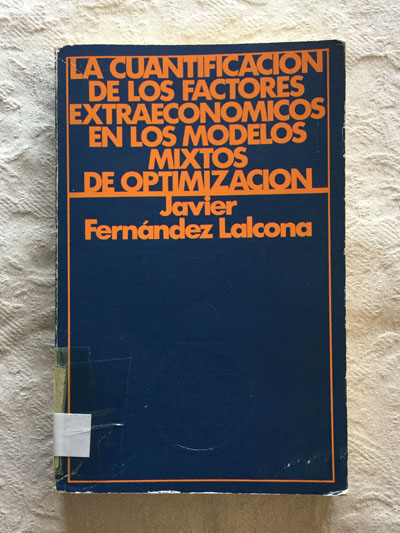 LA CUANTIFICACION
DE LOS FACTORES
EXTRAECONOMICOS
EN LOS MODELOS
MIXTOS
DE OPTIMIZACION
Javier
Fernández Lalcona